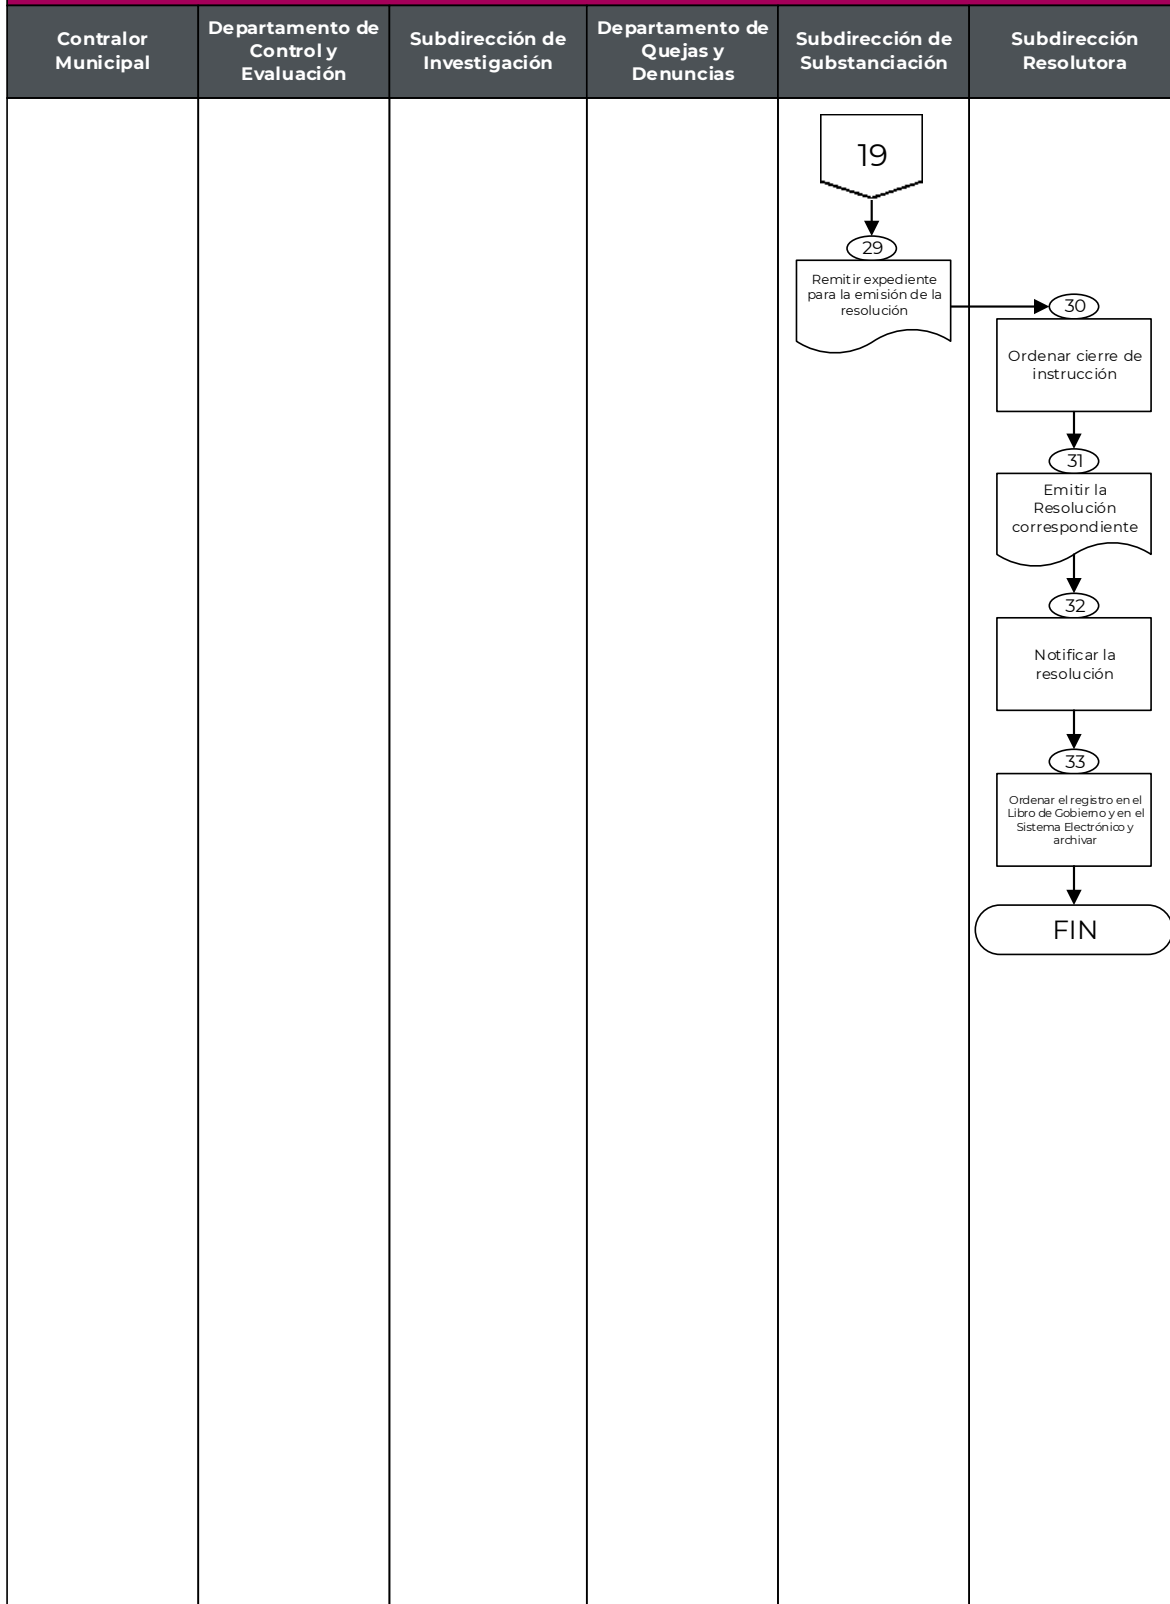 Contralor
Municipal
Departamento de
Control y
Evaluación
Subdirección de
Investigación
Departamento de
Quejas y
Denuncias
Subdirección de
Substanciación
Subdirección
Resolutora
19
29
Remitir expediente
para la emisión de la
resolución
30
Ordenar cierre de
instrucción
31
Emitir la
Resolución
correspondiente
32
Notificar la
resolución
33
Ordenar el registro en el
Libro de Gobierno y en el
Sistema Electrónico y
archivar
FIN